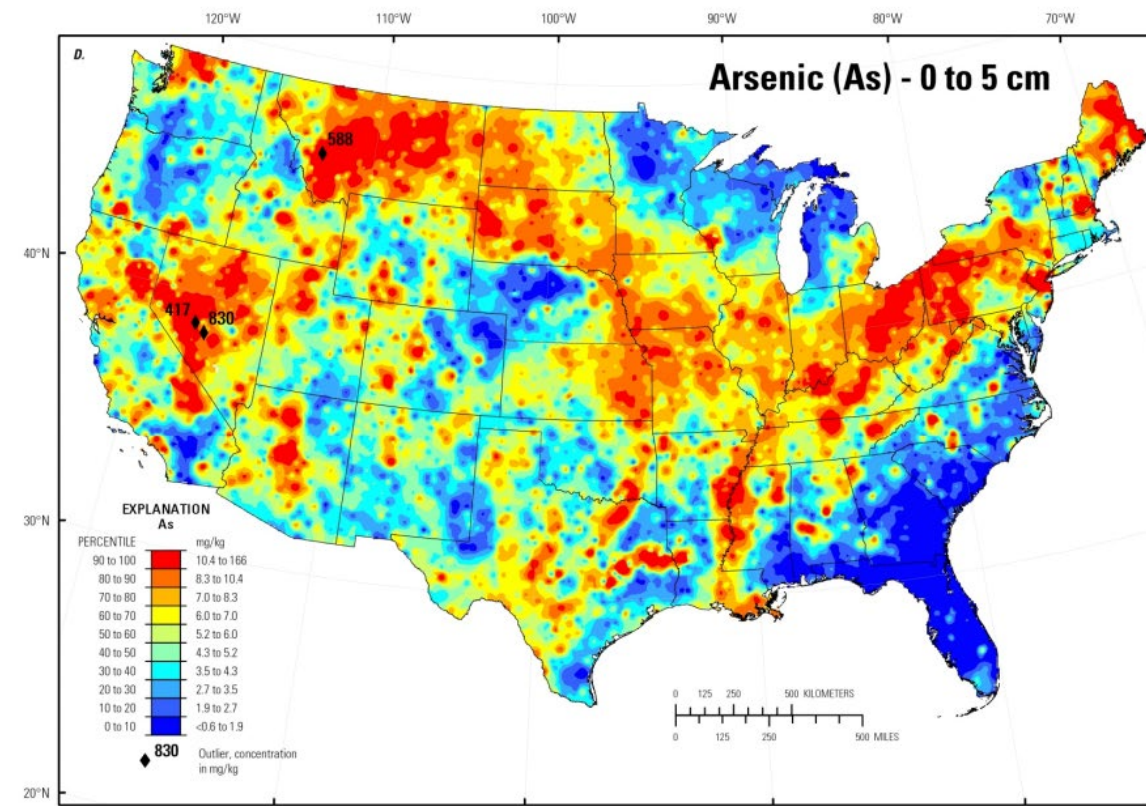 120°W 110°W 100°W 90°W 80°W 70°W
D.
Arsenic (As) - 0 to 5 cm
588
40°N
417
830
30°N
EXPLANATION
As
PERCENTILE mg/kg
90 to 100 10.4 to 166
80 to 90 8.3 to 10.4
70 to 80 7.0 to 8.3
60 to 70 6.0 to 7.0
50 to 60 5.2 to 6.0
40 to 50 4.3 to 5.2
30 to 40 3.5 to 4.3
20 to 30 2.7 to 3.5
10 to 20 1.9 to 2.7
0 to 10 <0.6 to 1.9
830 Outlier, concentration
in mg/kg
0 125 250 500 KILOMETERS
0 125 250 500 MILES
20°N